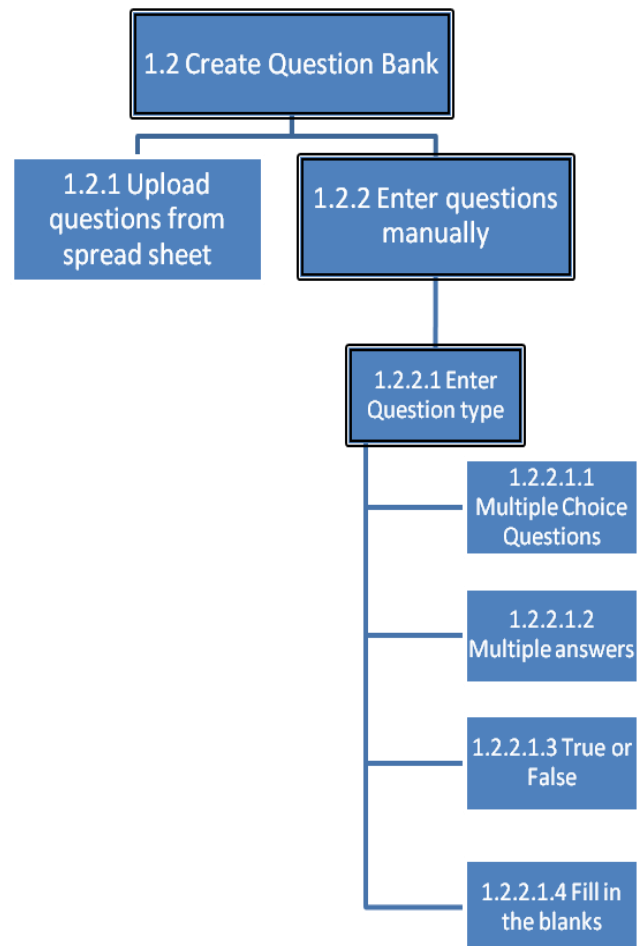 1.2 Create Question Bank
1.2.1 Upload
questions from
spread sheet
1.2.2 Enter questions
manually
1.2.2.1 Enter
Question type
1.2.2.1.1
Multiple Choice
Questions
1.2.2.1.2
Multiple answers
1.2.2.1.3 True or
False
1.2.2.1.4 Fill in
the blanks